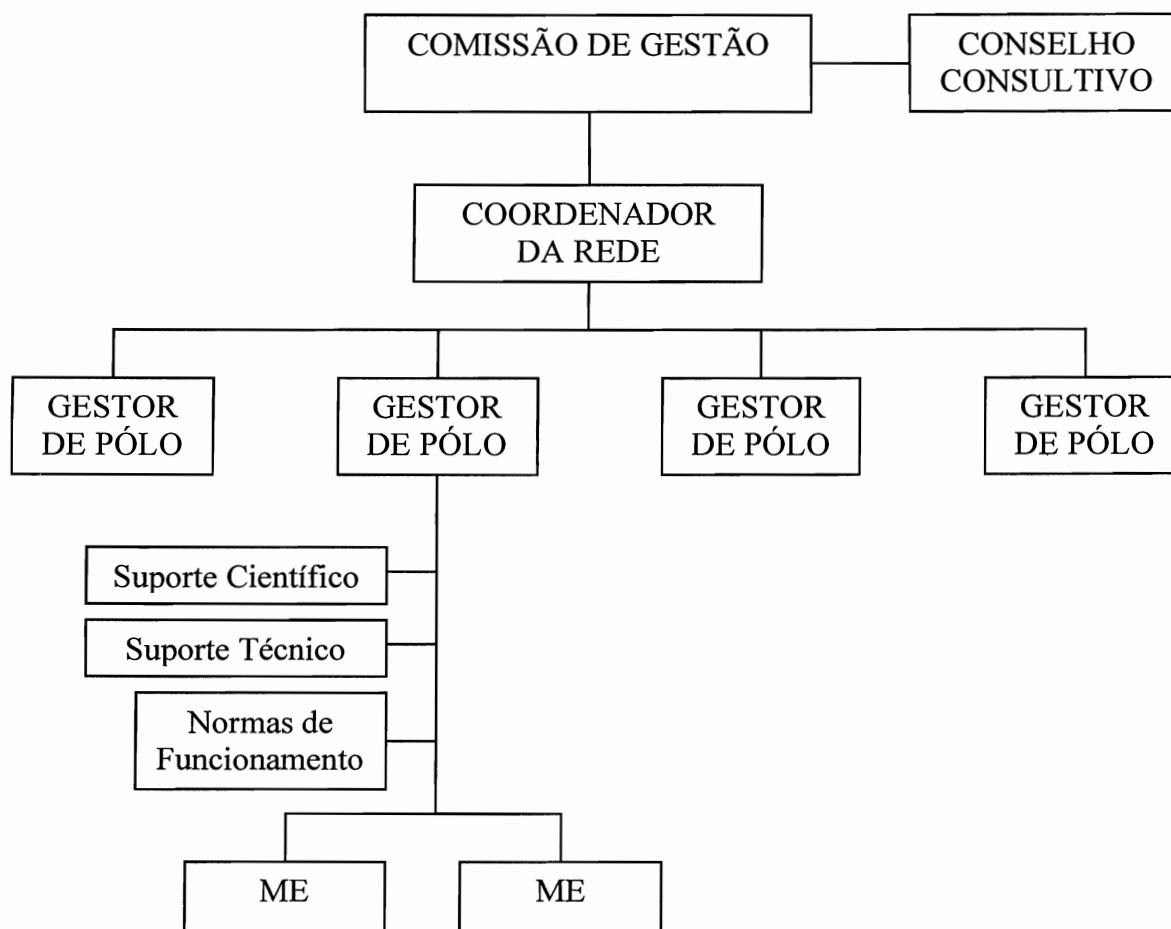 COMISSÃO DE GESTÃO
CONSELHO
CONSULTIVO
COORDENADOR
DA REDE
GESTOR
DE PÓLO
GESTOR
DE PÓLO
GESTOR
DE PÓLO
GESTOR
DE PÓLO
Suporte Científico
Suporte Técnico
Normas de
Funcionamento
ME
ME